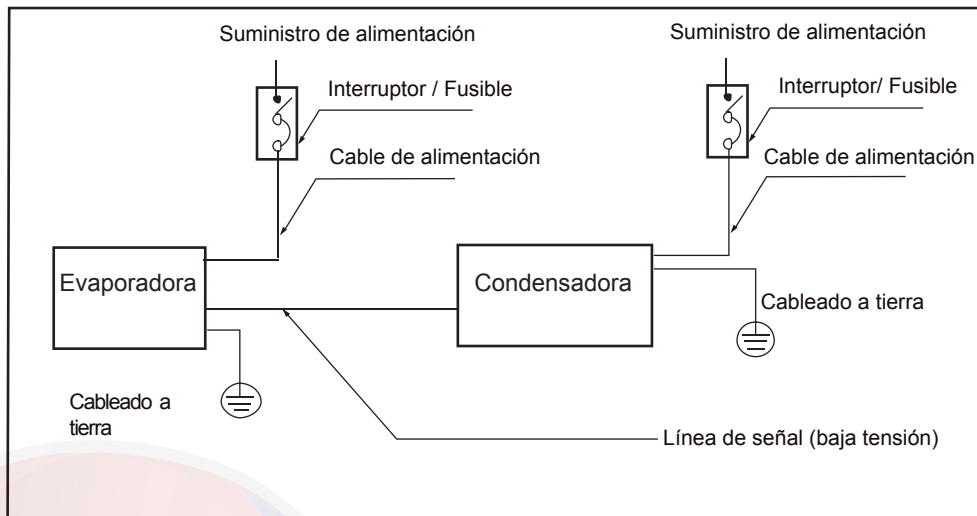 Suministro de alimentación
Suministro de alimentación
Interruptor / Fusible
Interruptor/ Fusible
Cable de alimentación
Cable de alimentación
Evaporadora
Condensadora
Cableado a tierra
Cableado a
tierra
Línea de señal (baja tensión)